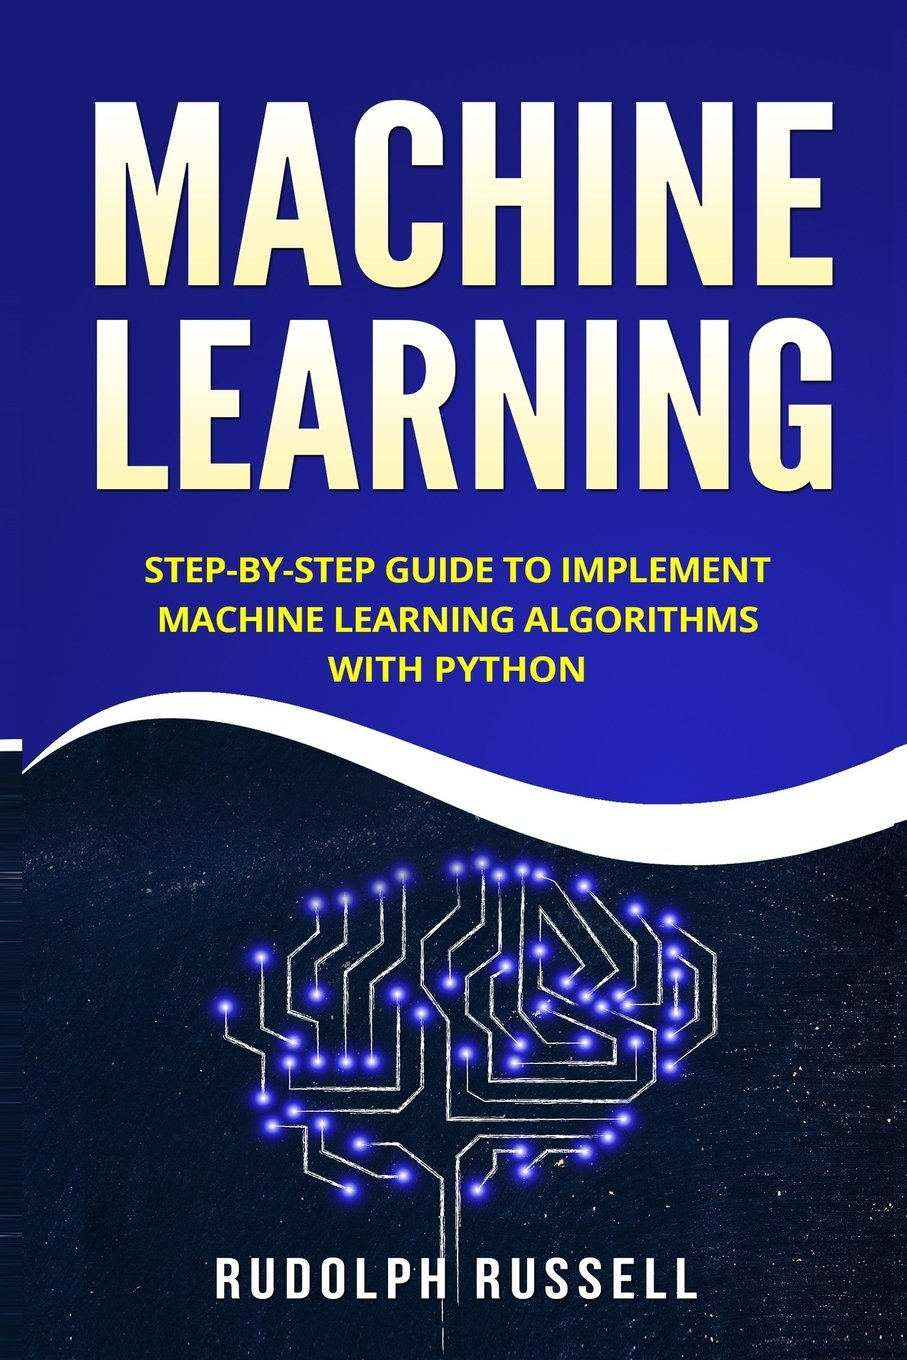 MACHINE
LEARNING
STEP-BY-STEP GUIDE TO IMPLEMENT
MACHINE LEARNING ALGORITHMS
WITH PYTHON
RUDOLPH RUSSELL